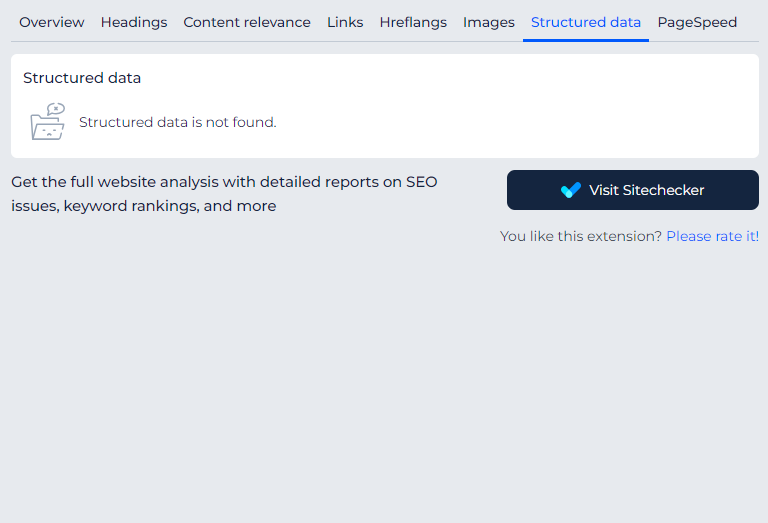 Overview Headings Content relevance Links Hreflangs Images Structured data PageSpeed
Structured data
Structured data is not found.
Get the full website analysis with detailed reports on SEO
issues, keyword rankings, and more
Visit Sitechecker
You like this extension? Please rate it!